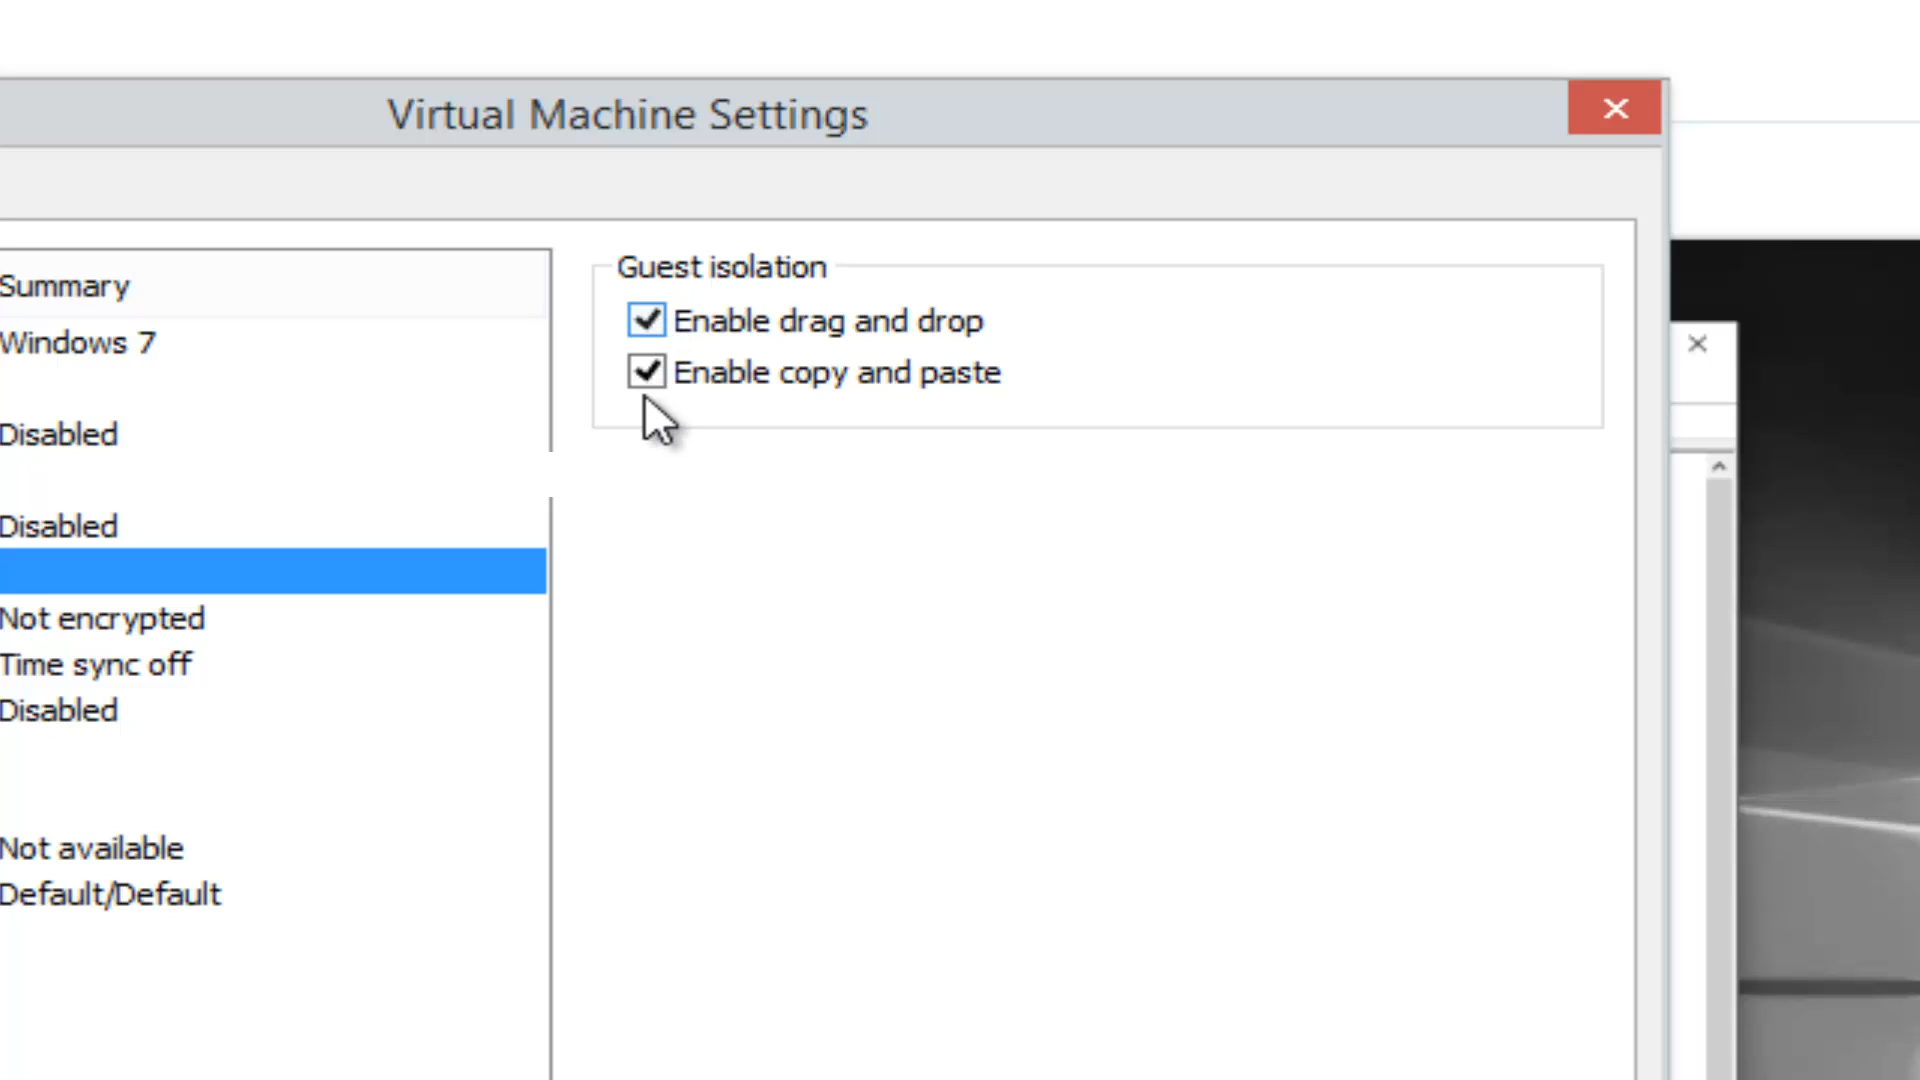 Virtual Machine Settings
Summary
Windows 7
Disabled
Disabled
Not encrypted
Time sync off
Disabled
Not available
Default/Default
Guest isolation
Enable drag and drop
Enable copy and paste